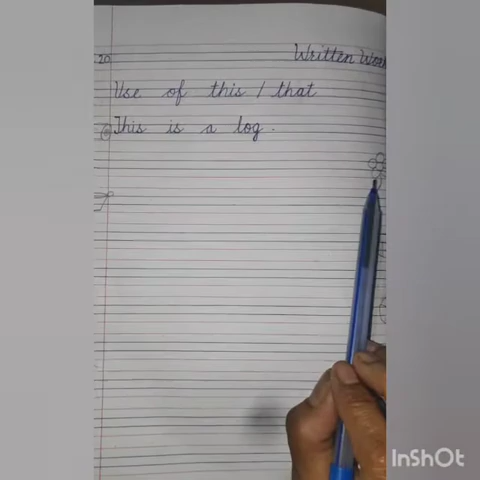 20
Written Work
Use of this / that
This is a log .
InShOt